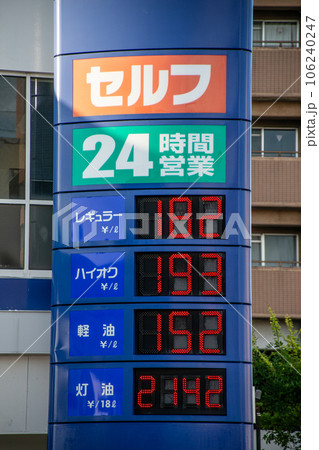 セルフ
24時間営業
レギュラー 182
¥/ℓ
ハイオク 193
¥/ℓ
軽油 152
¥/ℓ
灯油 2142
¥/18ℓ
PIXTA
pixta.jp - 106240247